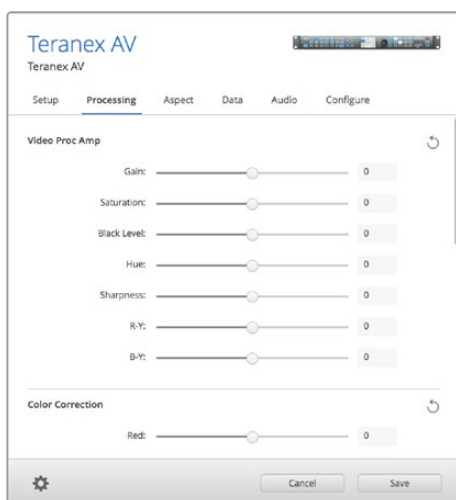 Teranex AV
Teranex AV
Setup Processing Aspect Data Audio Configure
Video Proc Amp
Gain: 0
Saturation: 0
Black Level: 0
Hue: 0
Sharpness: 0
R-Y: 0
B-Y: 0
Color Correction
Red: 0
Cancel Save